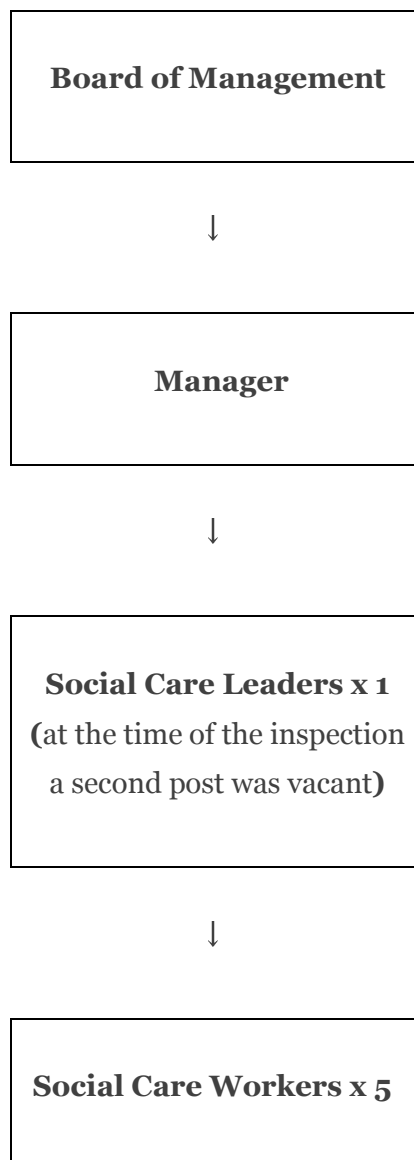 Board of Management
↓
Manager
↓
Social Care Leaders x 1
(at the time of the inspection
a second post was vacant)
↓
Social Care Workers x 5